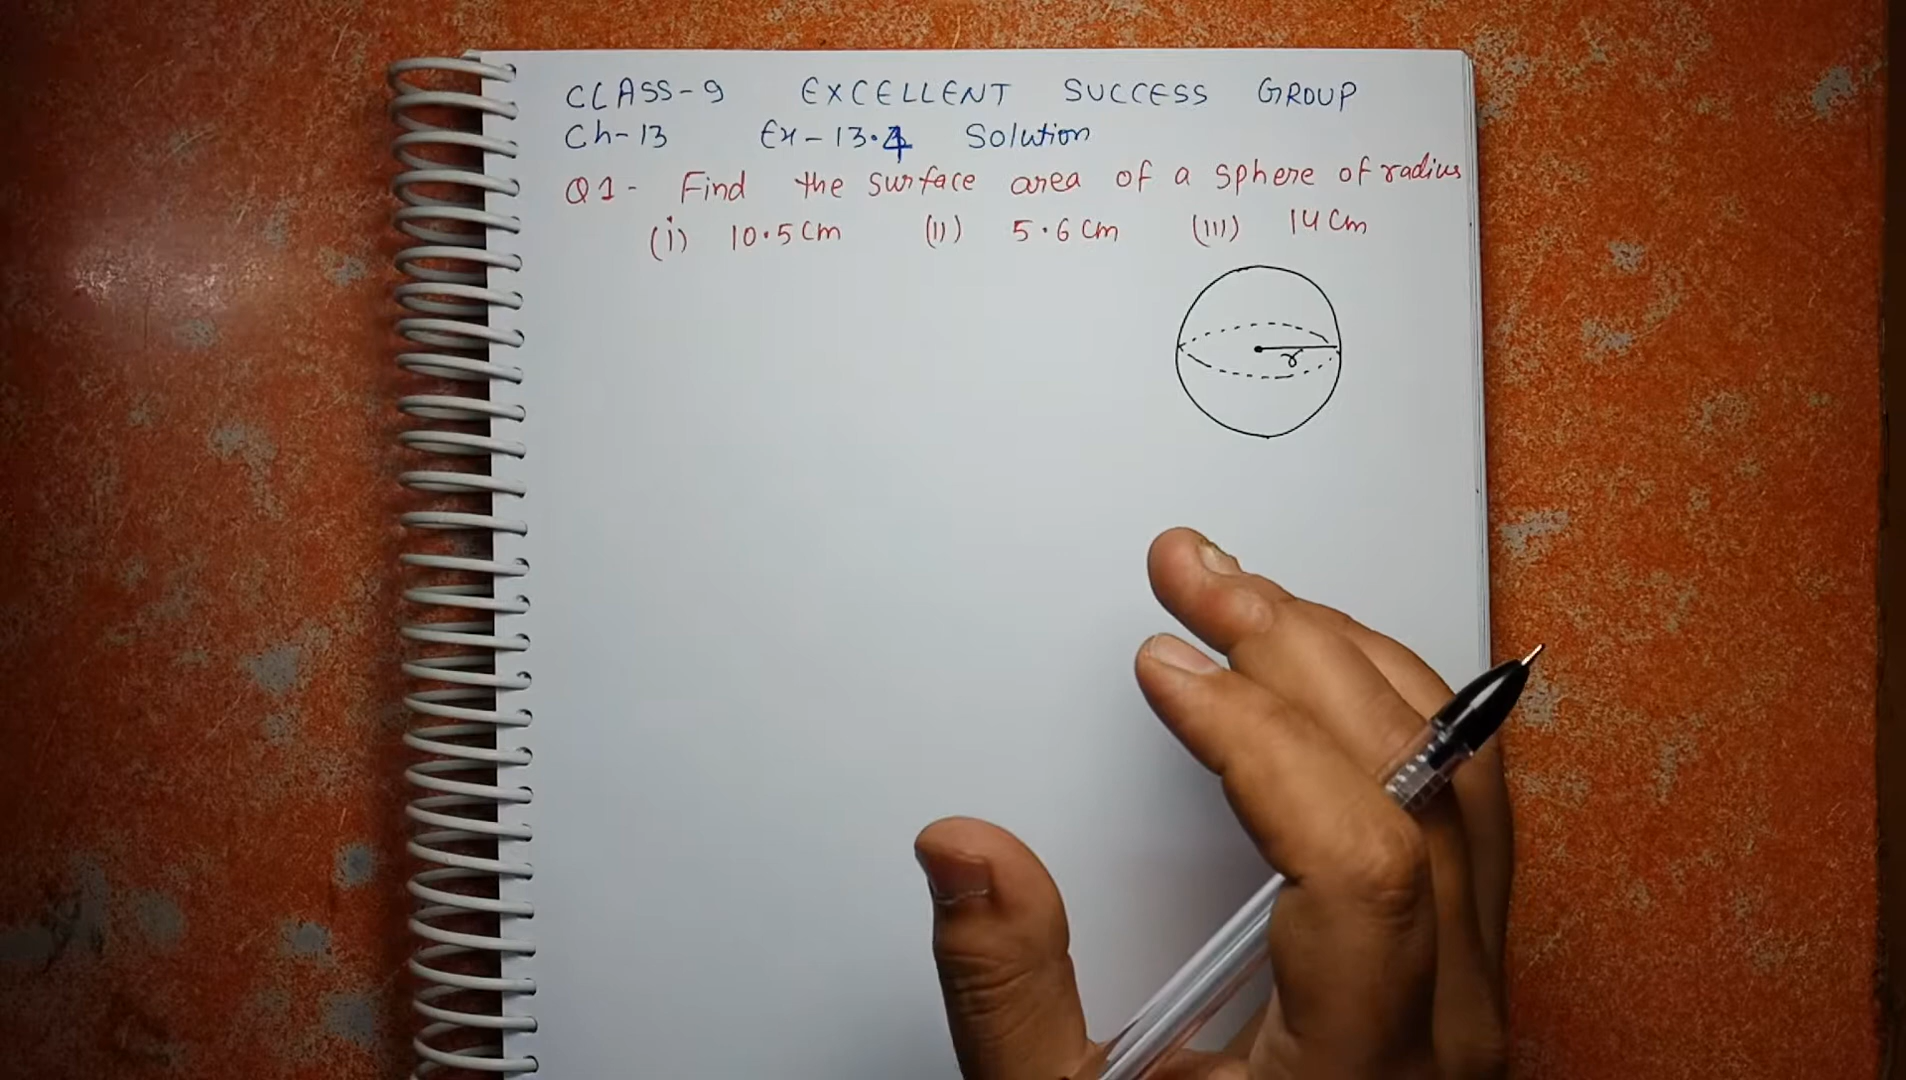 CLASS-9 EXCELLENT SUCCESS GROUP
Ch-13 Ex-13.4 Solution
Q1- Find the surface area of a sphere of radius
(i) 10.5 cm (ii) 5.6 cm (iii) 14 cm
r